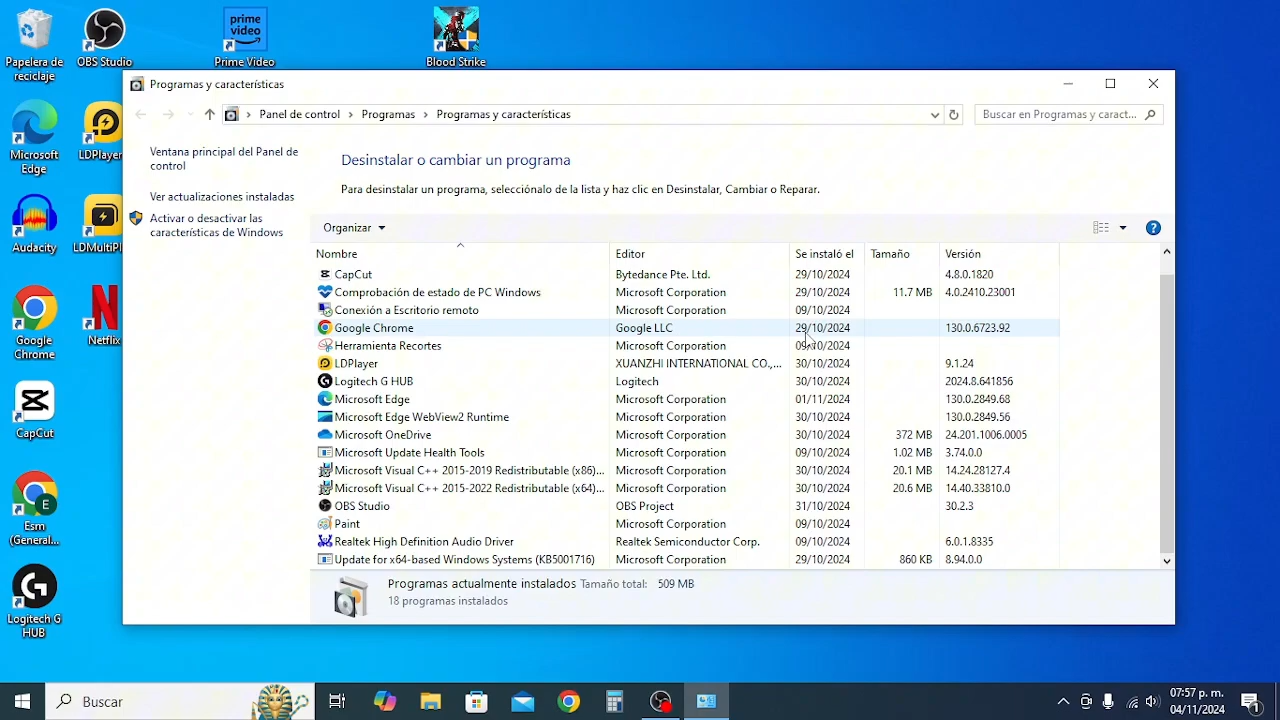 Papelera de
reciclaje
OBS Studio
prime
video
Prime Video
Blood Strike
Microsoft
Edge
LDPlayer
Audacity
LDMultiPl
Google
Chrome
Netflix
CapCut
E
Esm
(General...
Logitech G
HUB
Programas y características
Panel de control > Programas > Programas y características
Buscar en Programas y caract...
Ventana principal del Panel de
control
Ver actualizaciones instaladas
Activar o desactivar las
características de Windows
Desinstalar o cambiar un programa
Para desinstalar un programa, selecciónalo de la lista y haz clic en Desinstalar, Cambiar o Reparar.
Organizar
Nombre Editor Se instaló el Tamaño Versión
CapCut Bytedance Pte. Ltd. 29/10/2024 4.8.0.1820
Comprobación de estado de PC Windows Microsoft Corporation 29/10/2024 11.7 MB 4.0.2410.23001
Conexión a Escritorio remoto Microsoft Corporation 09/10/2024
Google Chrome Google LLC 29/10/2024 130.0.6723.92
Herramienta Recortes Microsoft Corporation 09/10/2024
LDPlayer XUANZHI INTERNATIONAL CO.,... 30/10/2024 9.1.24
Logitech G HUB Logitech 30/10/2024 2024.8.641856
Microsoft Edge Microsoft Corporation 01/11/2024 130.0.2849.68
Microsoft Edge WebView2 Runtime Microsoft Corporation 30/10/2024 130.0.2849.56
Microsoft OneDrive Microsoft Corporation 30/10/2024 372 MB 24.201.1006.0005
Microsoft Update Health Tools Microsoft Corporation 09/10/2024 1.02 MB 3.74.0.0
Microsoft Visual C++ 2015-2019 Redistributable (x86)... Microsoft Corporation 30/10/2024 20.1 MB 14.24.28127.4
Microsoft Visual C++ 2015-2022 Redistributable (x64)... Microsoft Corporation 30/10/2024 20.6 MB 14.40.33810.0
OBS Studio OBS Project 31/10/2024 30.2.3
Paint Microsoft Corporation 09/10/2024
Realtek High Definition Audio Driver Realtek Semiconductor Corp. 09/10/2024 6.0.1.8335
Update for x64-based Windows Systems (KB5001716) Microsoft Corporation 29/10/2024 860 KB 8.94.0.0
Programas actualmente instalados Tamaño total: 509 MB
18 programas instalados
Buscar
07:57 p. m.
04/11/2024
1